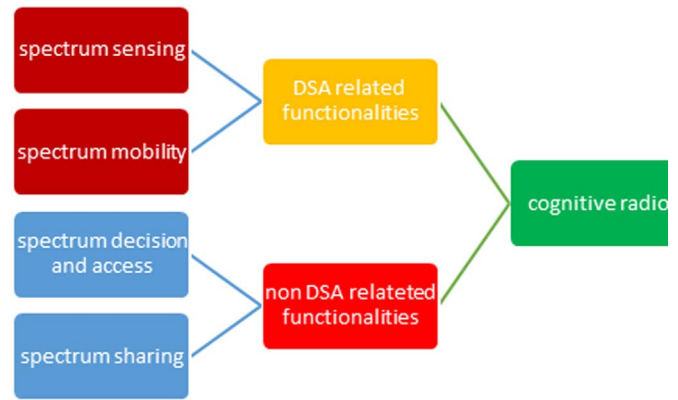 spectrum sensing
spectrum mobility
spectrum decision
and access
spectrum sharing
DSA related
functionalities
non DSA relateted
functionalities
cognitive radio